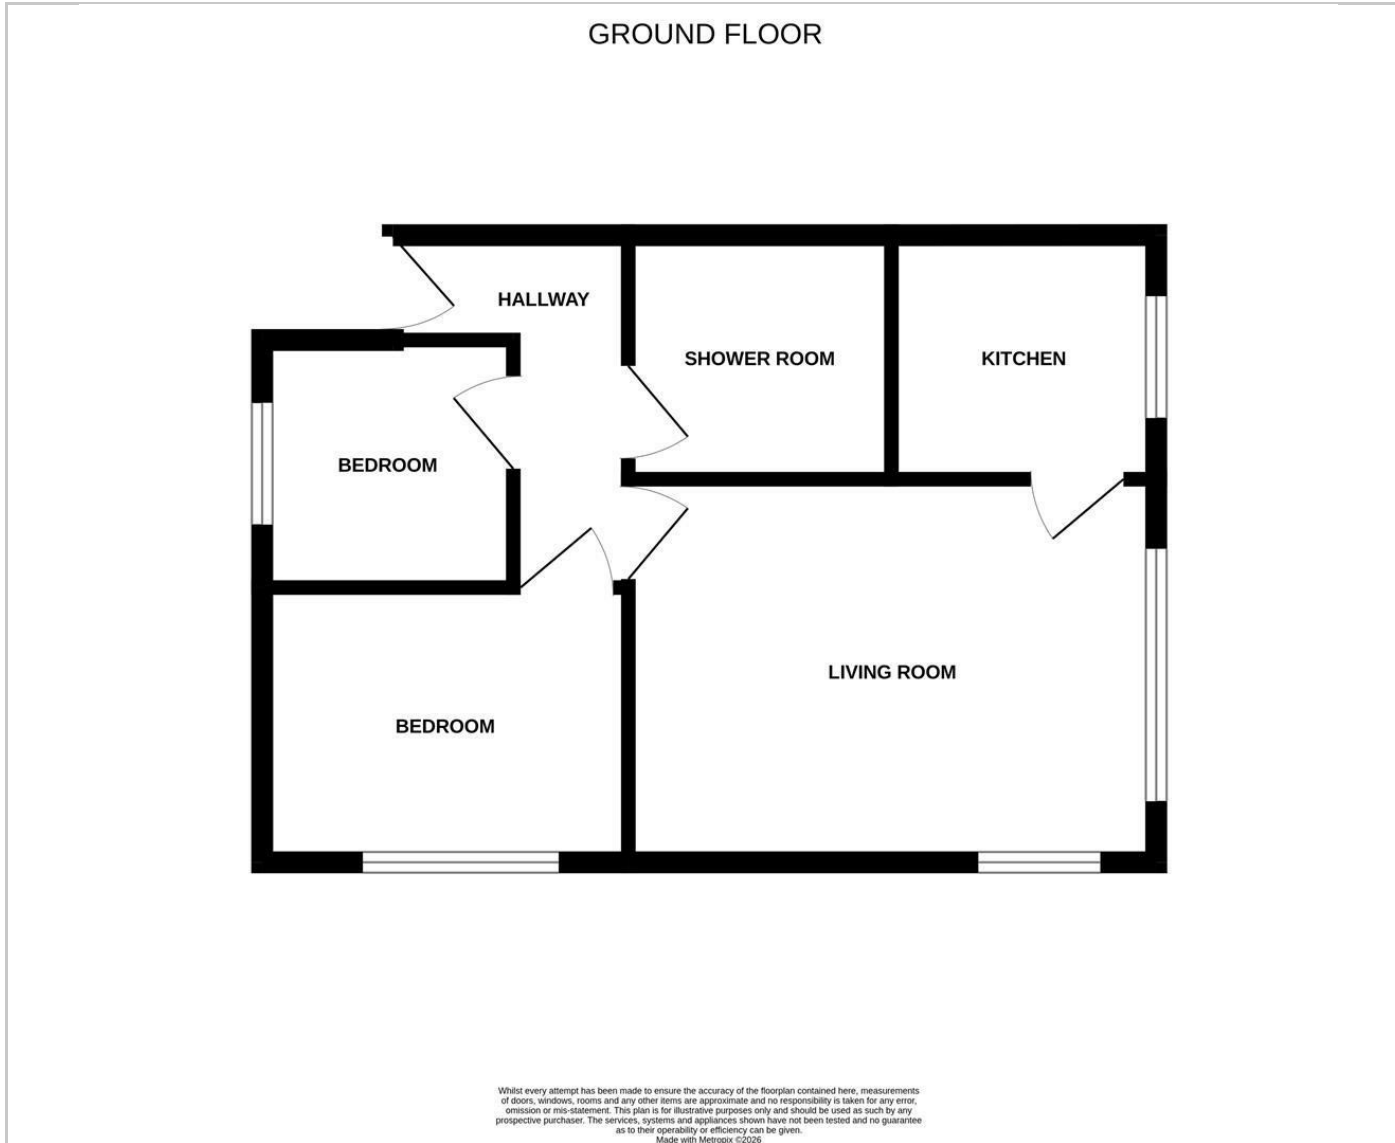 GROUND FLOOR
HALLWAY
SHOWER ROOM
KITCHEN
BEDROOM
LIVING ROOM
BEDROOM
Whilst every attempt has been made to ensure the accuracy of the floorplan contained here, measurements
of doors, windows, rooms and any other items are approximate and no responsibility is taken for any error,
omission or mis-statement. This plan is for illustrative purposes only and should be used as such by any
prospective purchaser. The services, systems and appliances shown have not been tested and no guarantee
as to their operability or efficiency can be given.
Made with Metropix ©2026